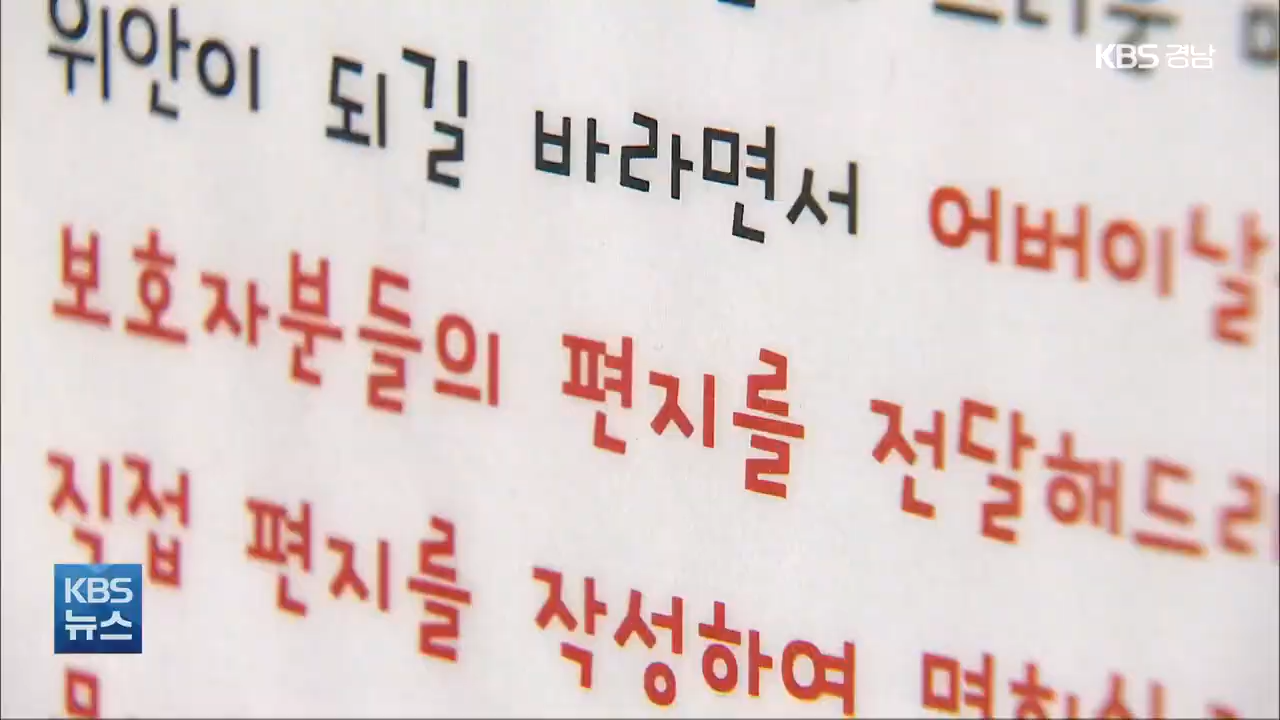 KBS 경남
위안이 되길 바라면서 어버이날
보호자분들의 편지를 전달해드리
직접 편지를 작성하여
KBS
뉴스